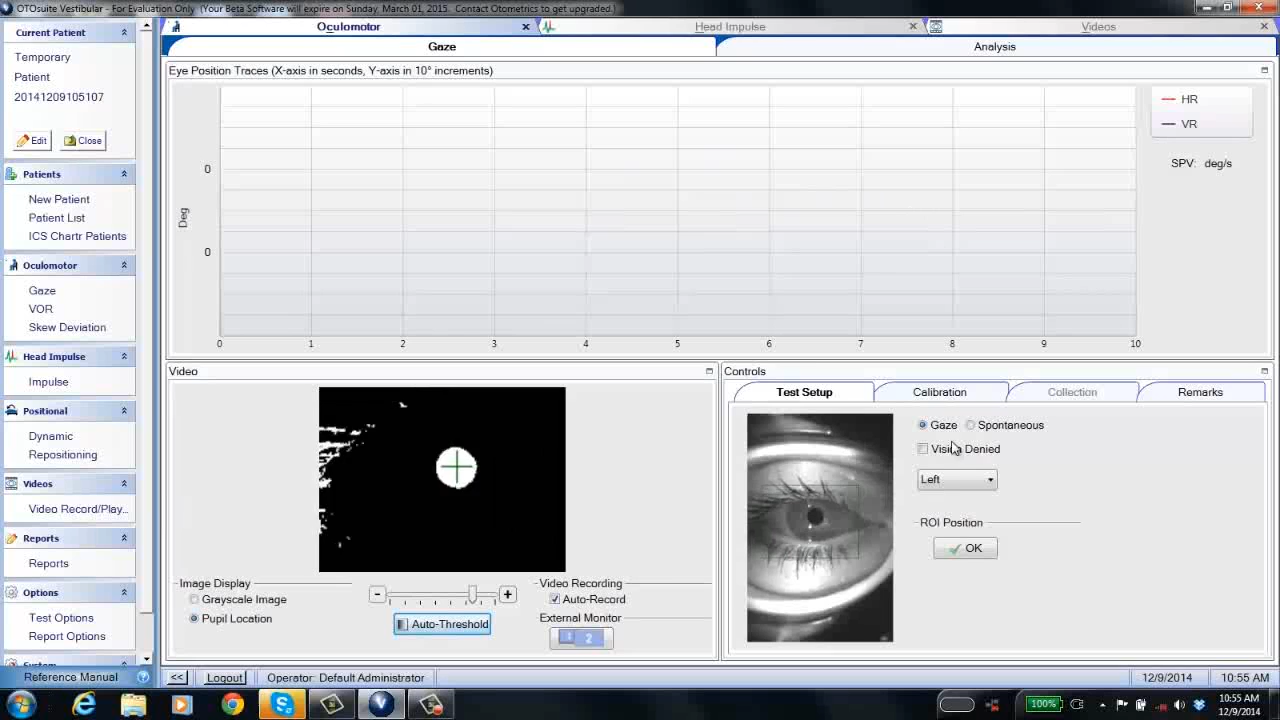 OTOsuite Vestibular - For Evaluation Only (Your Beta Software will expire on Sunday. March 01, 2015. Contact Otometrics to get upgraded.)
Current Patient
Temporary
Patient
20141209105107
Edit
Close
Patients
New Patient
Patient List
ICS Chartr Patients
Oculomotor
Gaze
VOR
Skew Deviation
Head Impulse
Impulse
Positional
Dynamic
Repositioning
Videos
Video Record/Play...
Reports
Reports
Options
Test Options
Report Options
System
Reference Manual
Oculomotor
Head Impulse
Videos
Gaze
Analysis
Eye Position Traces (X-axis in seconds, Y-axis in 10° increments)
HR
VR
SPV: deg/s
0
Deg
0
0 1 2 3 4 5 6 7 8 9 10
Video
Image Display
Grayscale Image
Pupil Location
Auto-Threshold
Video Recording
Auto-Record
External Monitor
1 2
Controls
Test Setup
Calibration
Collection
Remarks
Gaze
Spontaneous
Vision Denied
Left
ROI Position
OK
<<
Logout
Operator: Default Administrator
12/9/2014
10:55 AM
100%
10:55 AM
12/9/2014